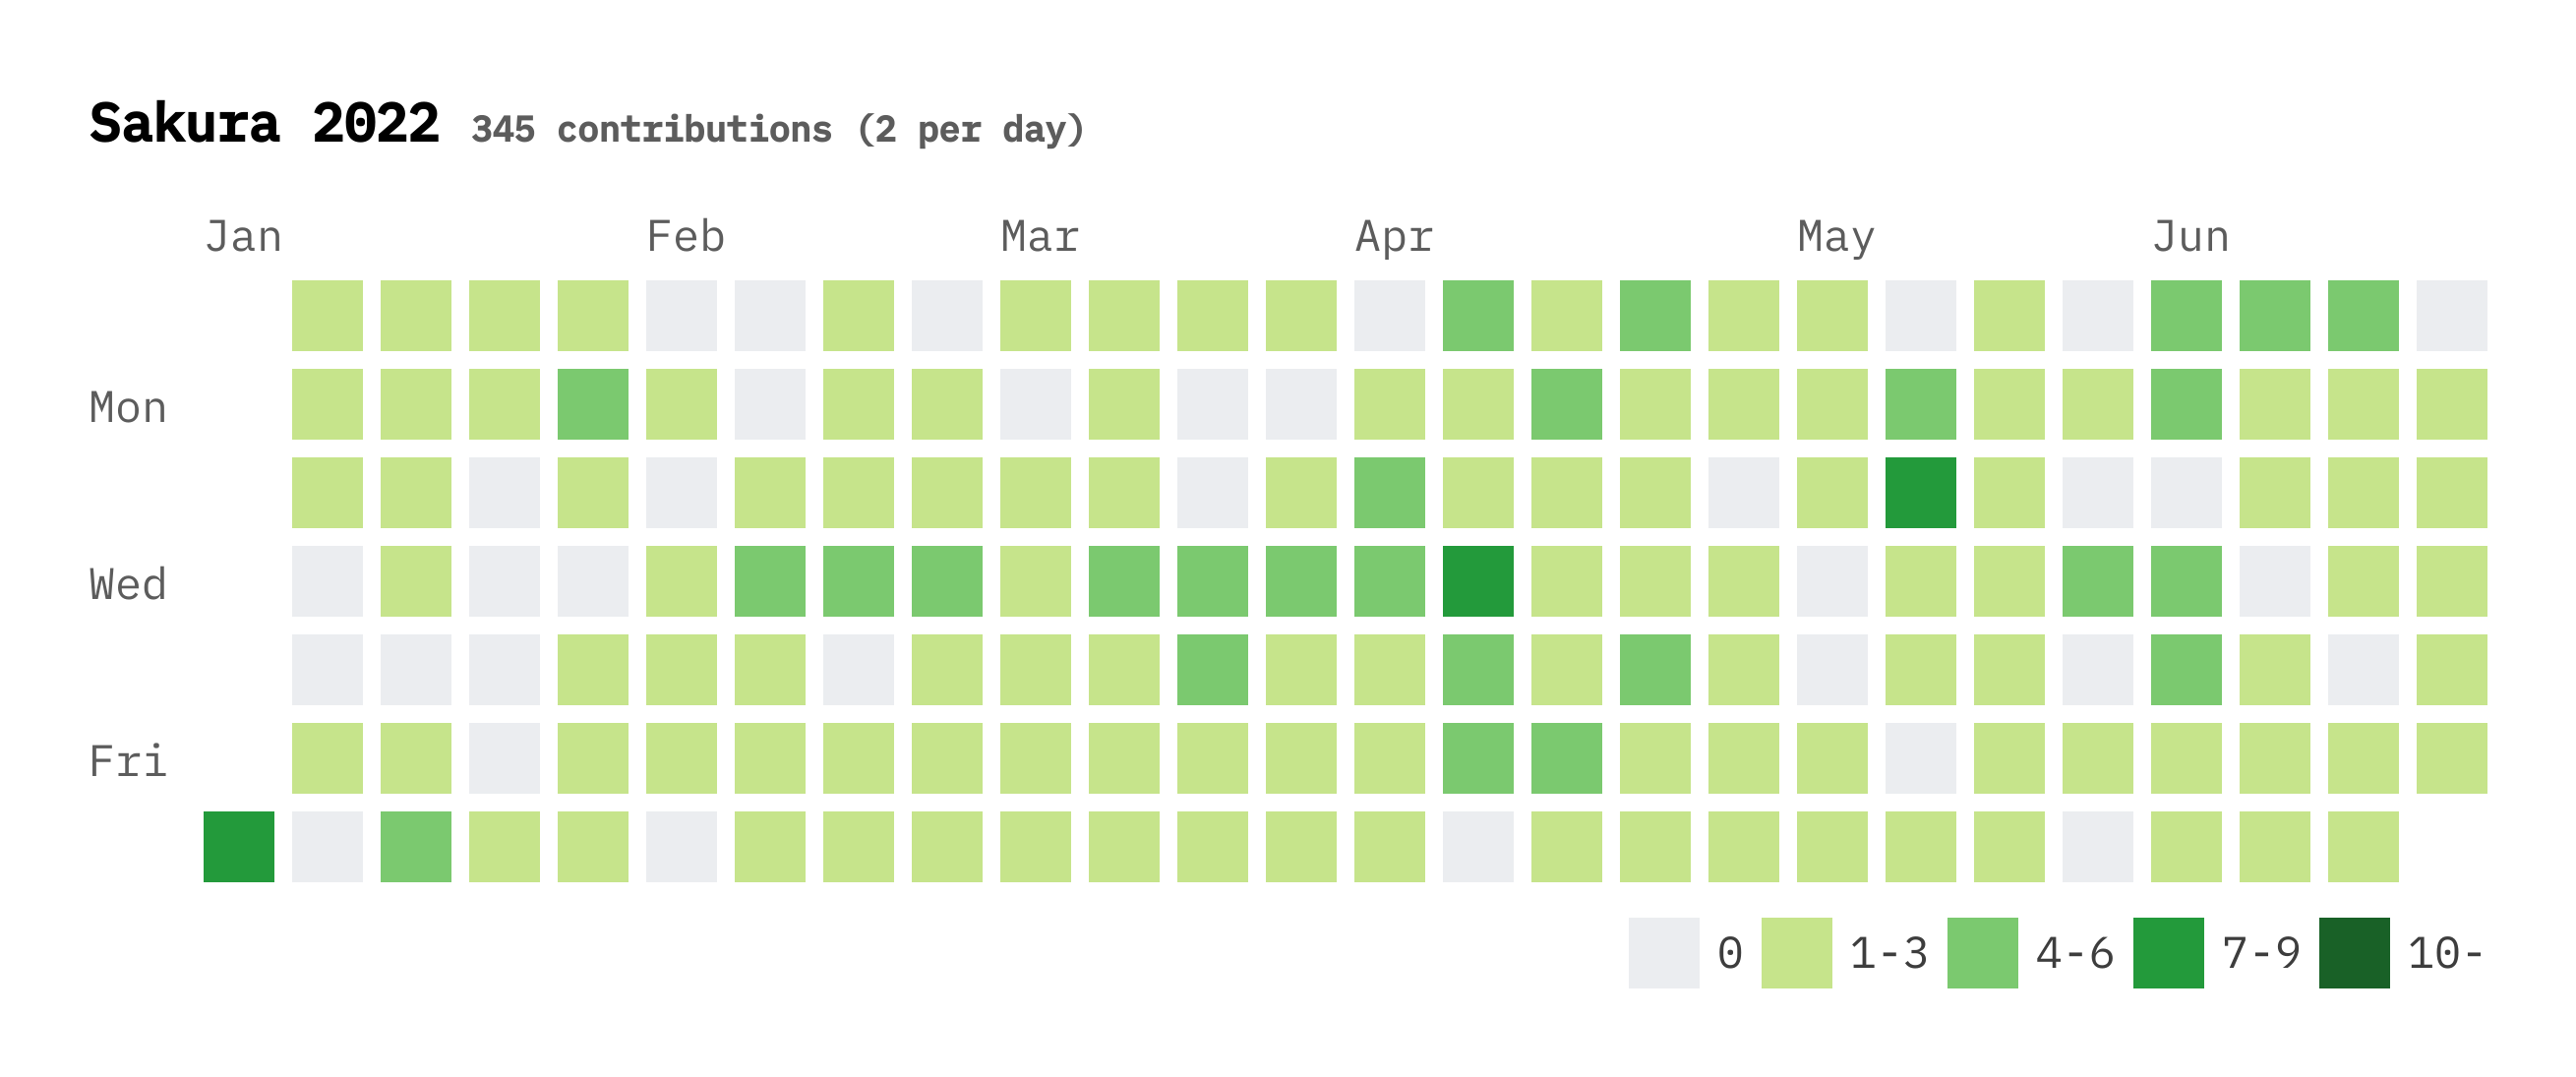 Sakura 2022 345 contributions (2 per day)
Jan Feb Mar Apr May Jun
Mon
Wed
Fri
0 1-3 4-6 7-9 10-